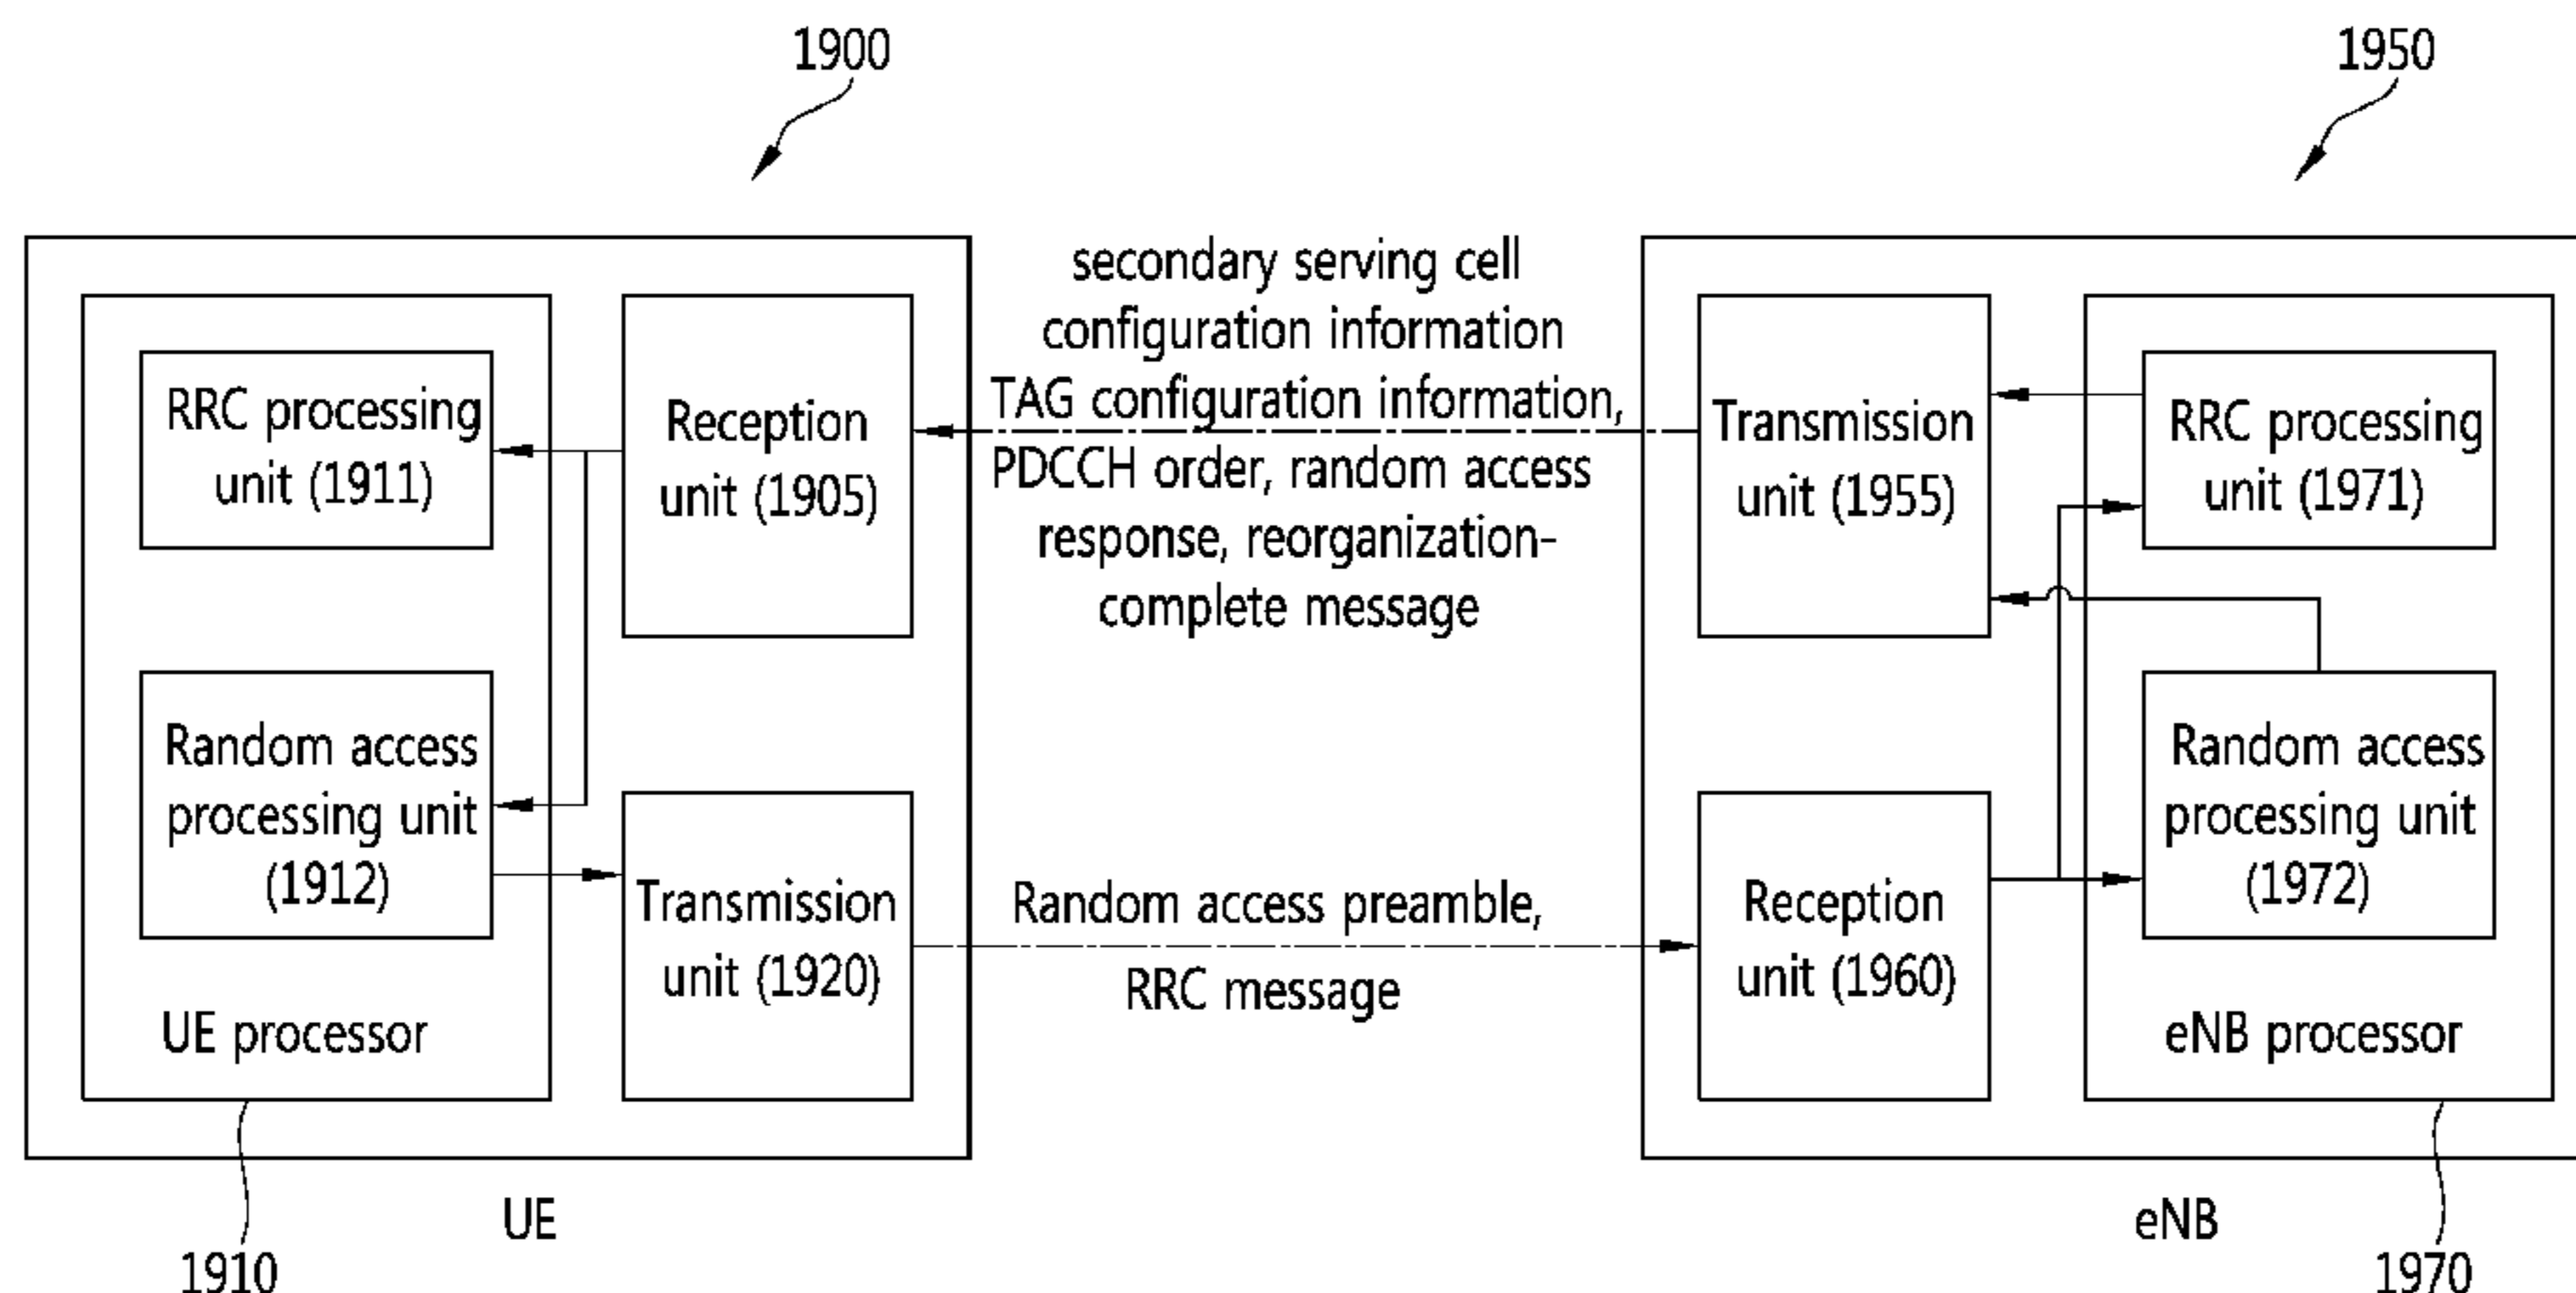 1900
1950
RRC processing
unit (1911)
Random access
processing unit
(1912)
UE processor
Reception
unit (1905)
Transmission
unit (1920)
secondary serving cell
configuration information
TAG configuration information,
PDCCH order, random access
response, reorganization-
complete message
Random access preamble,
RRC message
Transmission
unit (1955)
Reception
unit (1960)
RRC processing
unit (1971)
Random access
processing unit
(1972)
eNB processor
UE
eNB
1910
1970